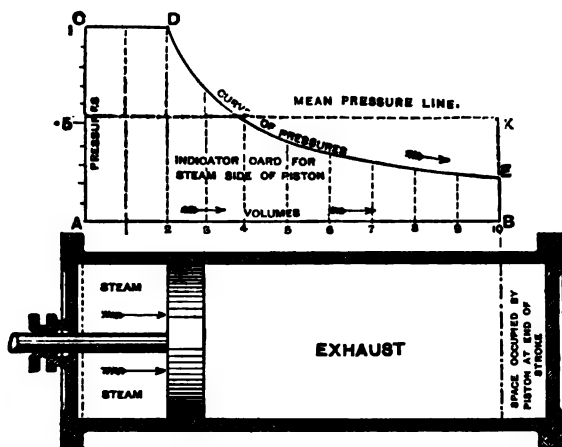 C D
1
PRESSURES
CURVE OF PRESSURES
MEAN PRESSURE LINE.
.5
X
INDICATOR CARD FOR
STEAM SIDE OF PISTON
E
VOLUMES
A B
1 2 3 4 5 6 7 8 9 10
STEAM
EXHAUST
STEAM
SPACE OCCUPIED BY
PISTON AT END OF
STROKE